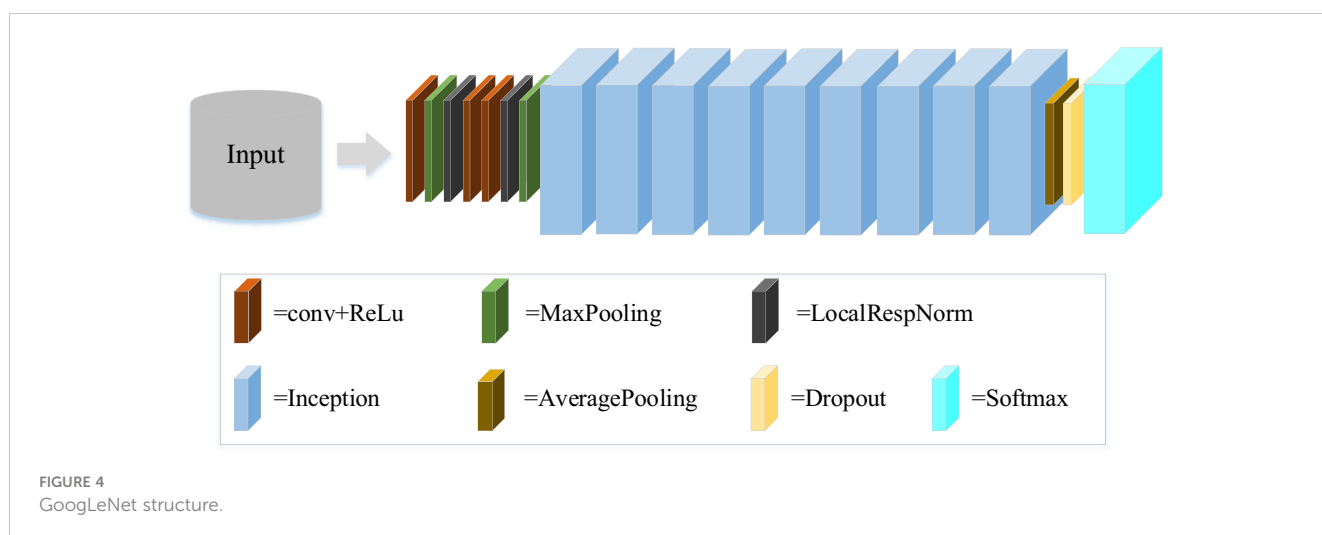 Input
=conv+ReLu
=MaxPooling
=LocalRespNorm
=Inception
=AveragePooling
=Dropout
=Softmax
FIGURE 4
GoogLeNet structure.